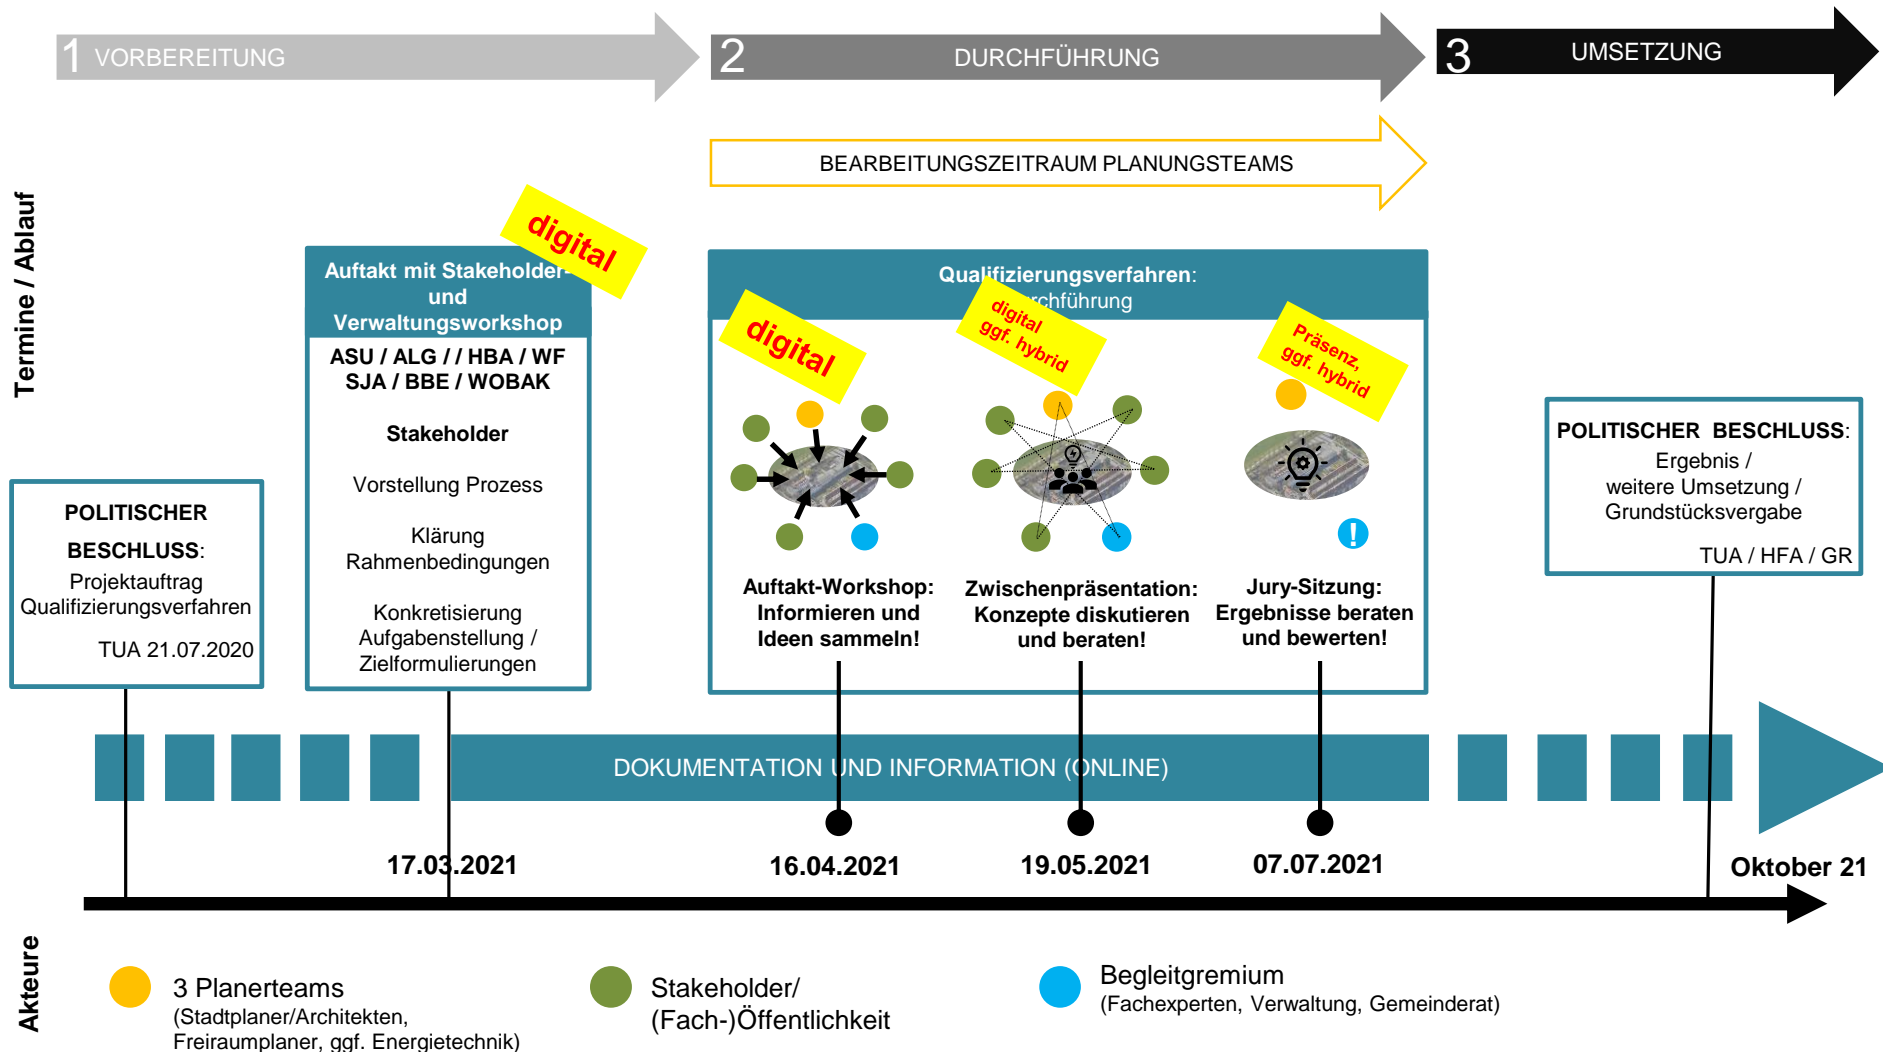 1 VORBEREITUNG
2 DURCHFÜHRUNG
3 UMSETZUNG
BEARBEITUNGSZEITRAUM PLANUNGSTEAMS
Termine / Ablauf
digital
Auftakt mit Stakeholder-
und
Verwaltungsworkshop
ASU / ALG / / HBA / WF
SJA / BBE / WOBAK
Stakeholder
Vorstellung Prozess
Klärung
Rahmenbedingungen
Konkretisierung
Aufgabenstellung /
Zielformulierungen
POLITISCHER
BESCHLUSS:
Projektauftrag
Qualifizierungsverfahren
TUA 21.07.2020
Qualifizierungsverfahren:
rchführung
digital
digital
ggf. hybrid
Präsenz,
ggf. hybrid
!
Auftakt-Workshop:
Informieren und
Ideen sammeln!
Zwischenpräsentation:
Konzepte diskutieren
und beraten!
Jury-Sitzung:
Ergebnisse beraten
und bewerten!
POLITISCHER BESCHLUSS:
Ergebnis /
weitere Umsetzung /
Grundstücksvergabe
TUA / HFA / GR
DOKUMENTATION UND INFORMATION (ONLINE)
17.03.2021
16.04.2021
19.05.2021
07.07.2021
Oktober 21
Akteure
3 Planerteams
(Stadtplaner/Architekten,
Freiraumplaner, ggf. Energietechnik)
Stakeholder/
(Fach-)Öffentlichkeit
Begleitgremium
(Fachexperten, Verwaltung, Gemeinderat)